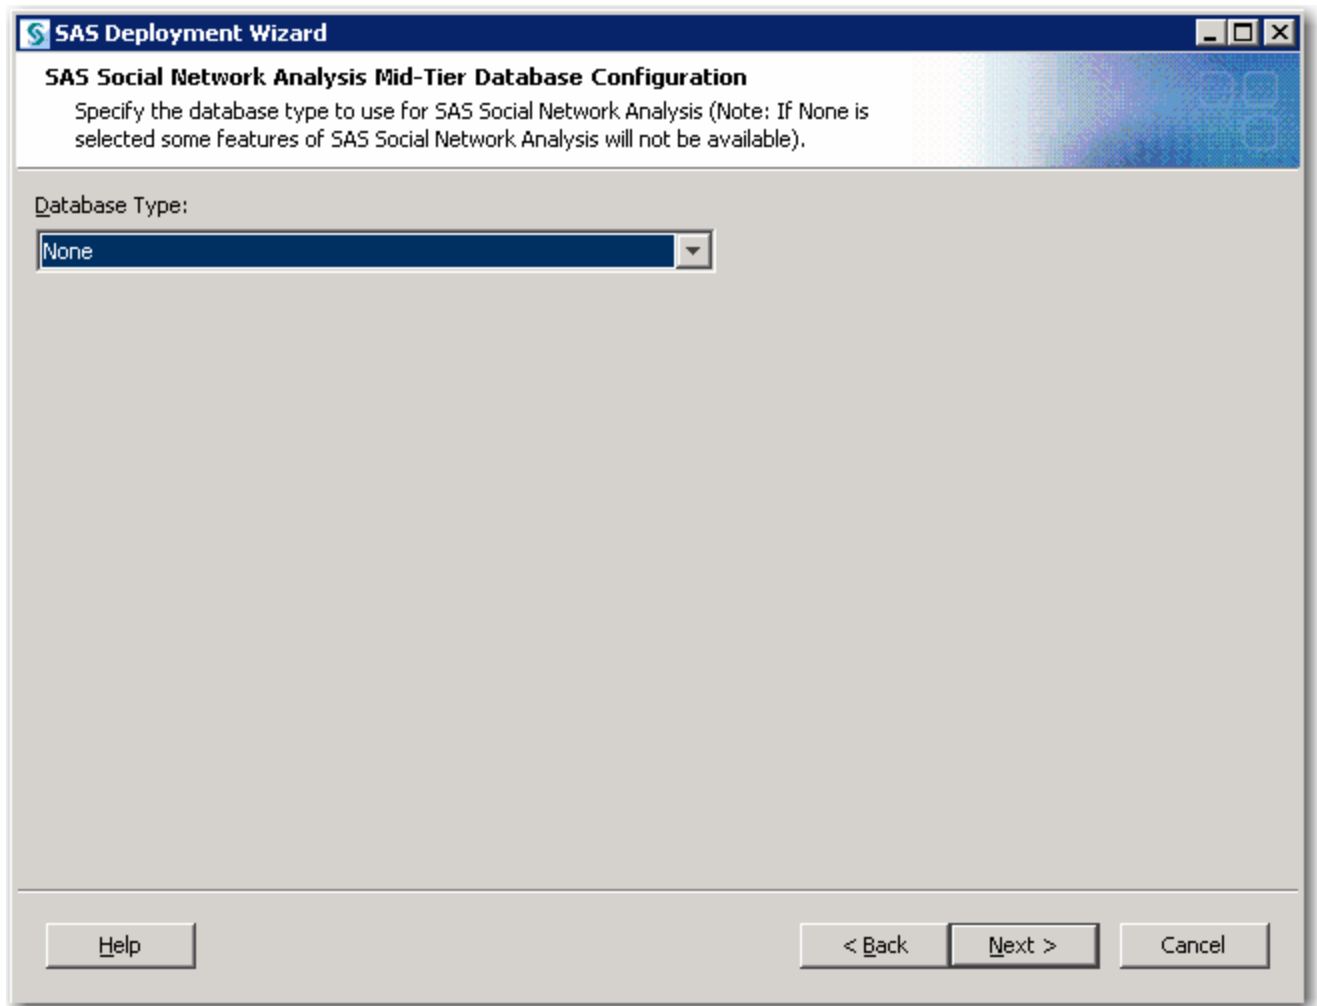 SAS Deployment Wizard
SAS Social Network Analysis Mid-Tier Database Configuration
Specify the database type to use for SAS Social Network Analysis (Note: If None is
selected some features of SAS Social Network Analysis will not be available).
Database Type:
None
Help
< Back
Next >
Cancel